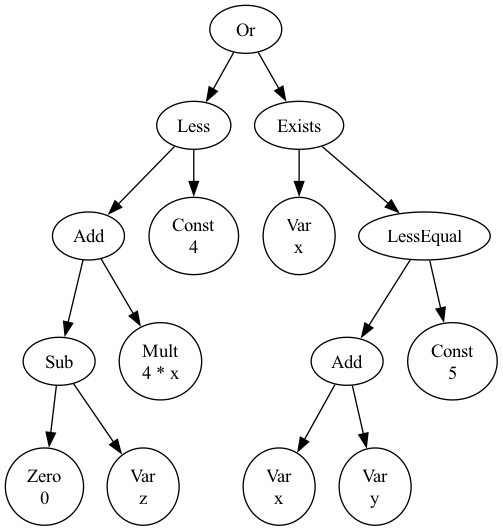 Or
Less
Exists
Add
Const
4
Var
x
LessEqual
Sub
Mult
4 * x
Add
Const
5
Zero
0
Var
z
Var
x
Var
y